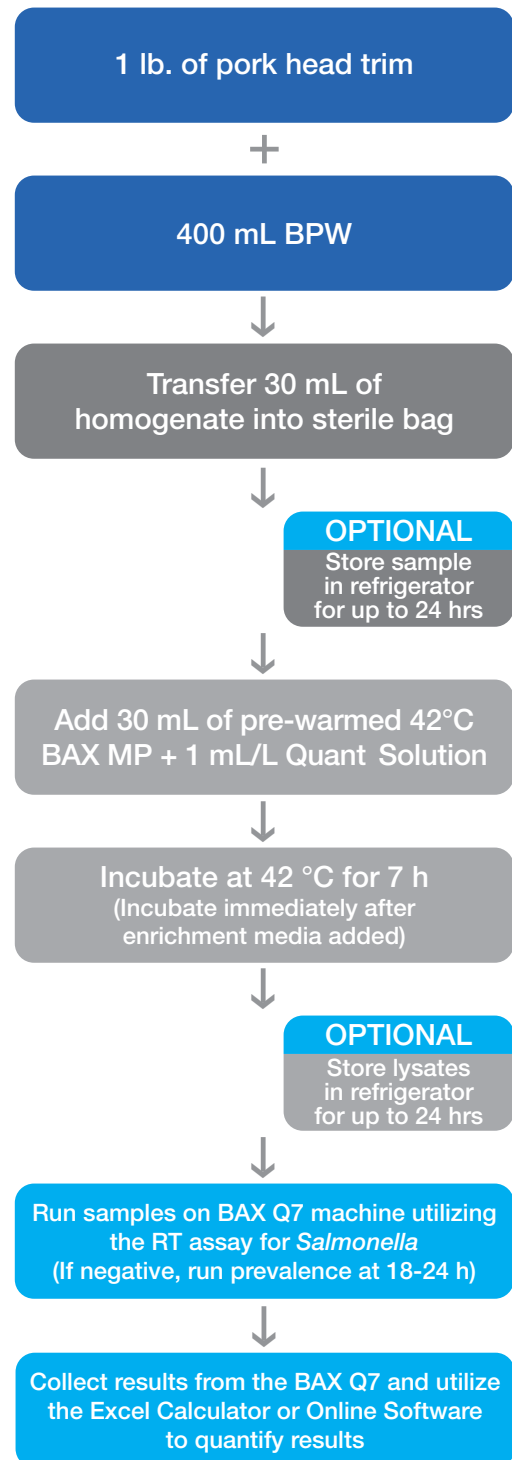 1 lb. of pork head trim
+
400 mL BPW
Transfer 30 mL of
homogenate into sterile bag
OPTIONAL
Store sample
in refrigerator
for up to 24 hrs
Add 30 mL of pre-warmed 42°C
BAX MP + 1 mL/L Quant Solution
Incubate at 42 °C for 7 h
(Incubate immediately after
enrichment media added)
OPTIONAL
Store lysates
in refrigerator
for up to 24 hrs
Run samples on BAX Q7 machine utilizing
the RT assay for Salmonella
(If negative, run prevalence at 18-24 h)
Collect results from the BAX Q7 and utilize
the Excel Calculator or Online Software
to quantify results